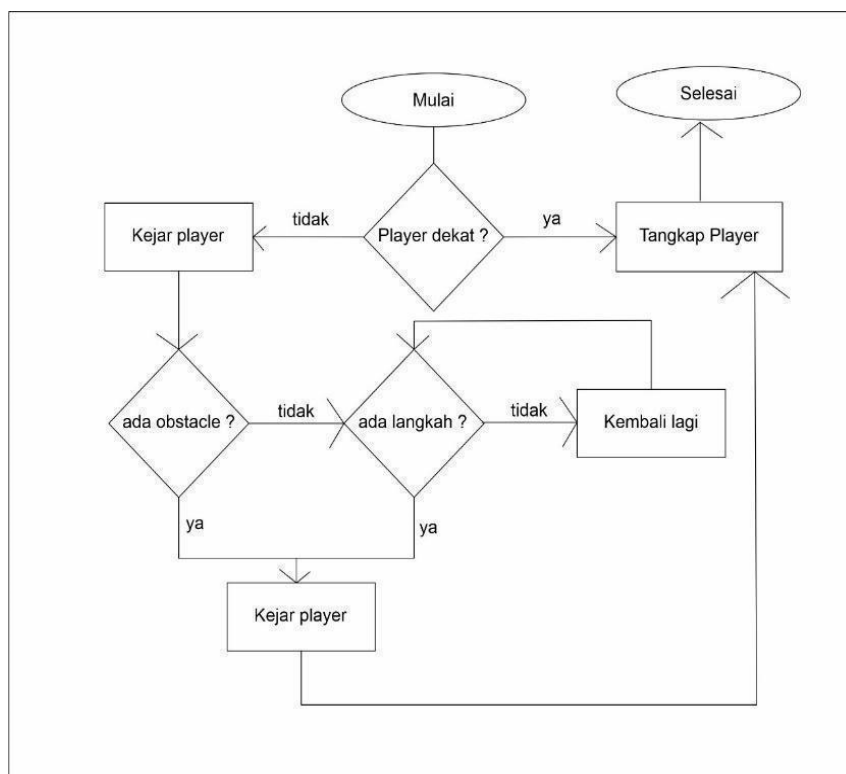 Mulai
Selesai
Kejar player
tidak
Player dekat ?
ya
Tangkap Player
ada obstacle ?
tidak
ada langkah ?
tidak
Kembali lagi
ya
ya
Kejar player